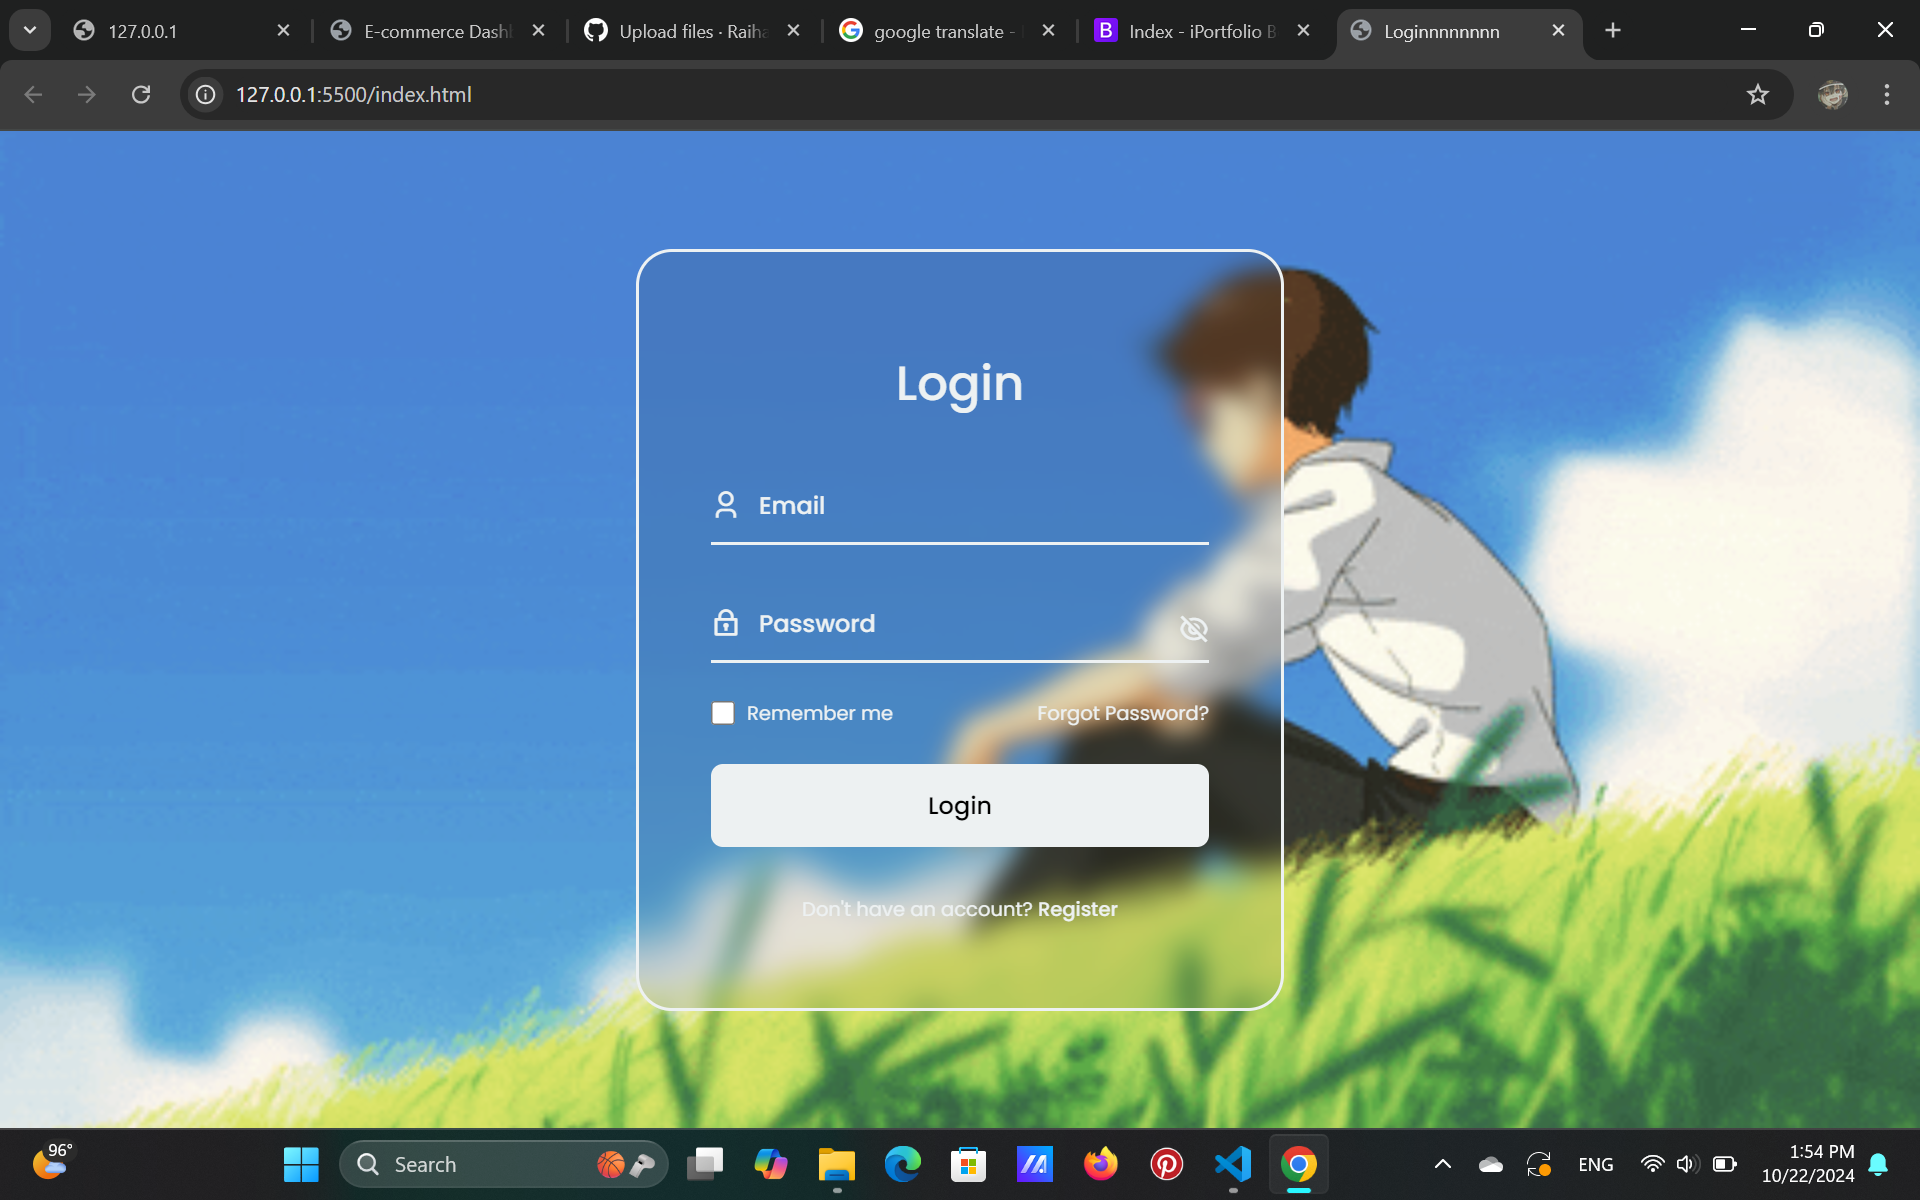 127.0.0.1
E-commerce Dash
Upload files · Raiha
google translate -
Index - iPortfolio B
Loginnnnnnnn
127.0.0.1:5500/index.html
Login
Email
Password
Remember me
Forgot Password?
Login
Don't have an account? Register
96°
Search
ENG
1:54 PM
10/22/2024